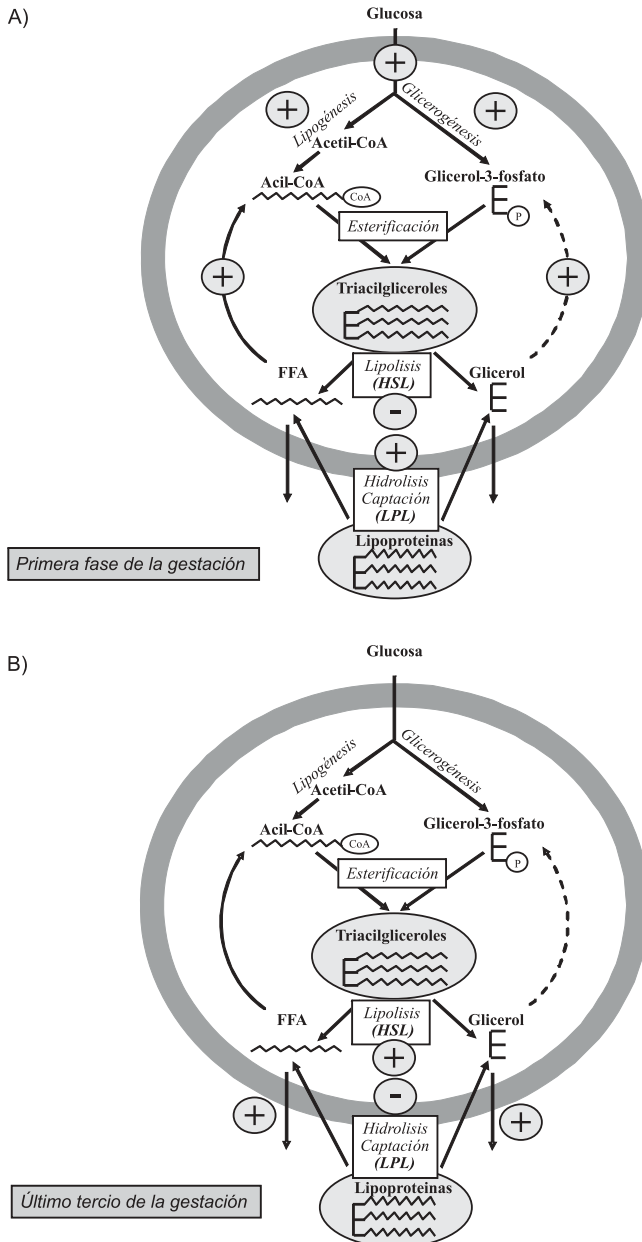 A)
Glucosa
+
+
+
Lipogénesis
Glicerogénesis
Acetil-CoA
Acil-CoA
CoA
Glicerol-3-fosfato
P
Esterificación
+
+
Triacilgliceroles
FFA
Lipolisis
(HSL)
Glicerol
-
+
Hidrolisis
Captación
(LPL)
Lipoproteinas
Primera fase de la gestación
B)
Glucosa
Lipogénesis
Glicerogénesis
Acetil-CoA
Acil-CoA
CoA
Glicerol-3-fosfato
P
Esterificación
Triacilgliceroles
FFA
Lipolisis
(HSL)
Glicerol
+
-
+
+
Hidrolisis
Captación
(LPL)
Lipoproteinas
Último tercio de la gestación